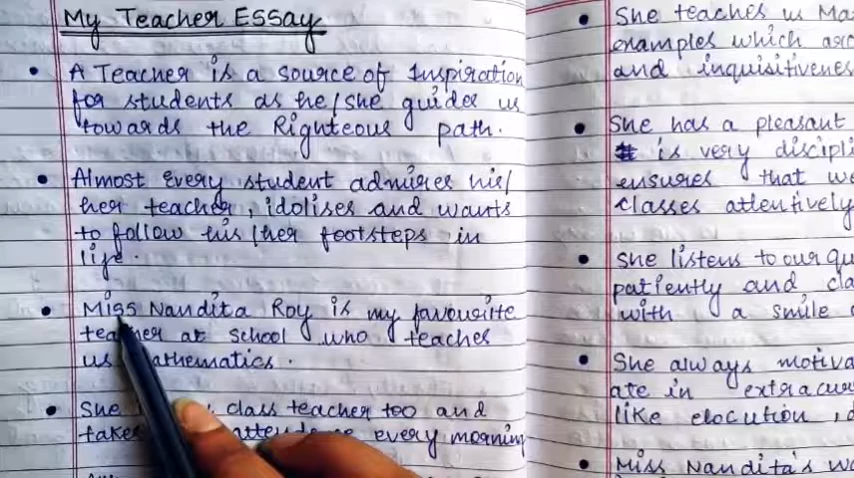 My Teacher Essay
• A Teacher is a source of Inspiration
for students as he/she guides us
towards the Righteous path.
• Almost every student admires his/
her teacher, idolises and wants
to follow his/her footsteps in
life.
• Miss Nandita Roy is my favourite
teacher at school who teaches
us mathematics.
• She class teacher too and
takes attendance every morning
• She teaches us Ma
examples which are
and inquisitivenes
• She has a pleasant
is very discipli
ensures that we
classes attentively
• She listens to our qu
patiently and cla
with a smile
• She always motiva
ate in extracur
like elocution, d
• Miss Nandita's w